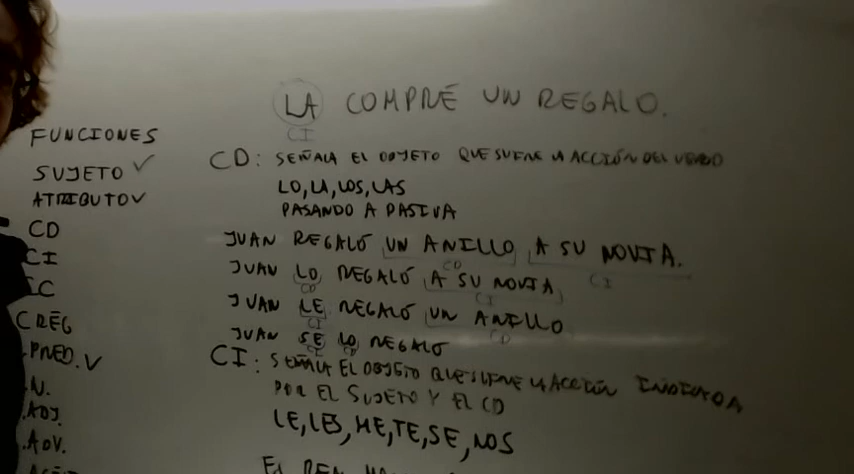 LA COMPRÉ UN REGALO.
CI
FUNCIONES
SUJETO ✓
ATRIBUTO ✓
CD
CI
CC
C REG
.PRED. ✓
.N.
.ADJ.
.ADV.
CD: SEÑALA EL OBJETO QUE SUFRE LA ACCIÓN DEL VERBO
LO, LA, LOS, LAS
PASANDO A PASIVA
JUAN REGALÓ UN ANILLO A SU NOVIA.
CD CI
JUAN LO REGALÓ A SU NOVIA
CD CI
JUAN LE REGALÓ UN ANILLO
CI CD
JUAN SE LO REGALÓ
CI CD
CI: SEÑALA EL OBJETO QUE SUFRE LA ACCIÓN INDICADA
POR EL SUJETO Y EL CD
LE, LES, ME, TE, SE, NOS